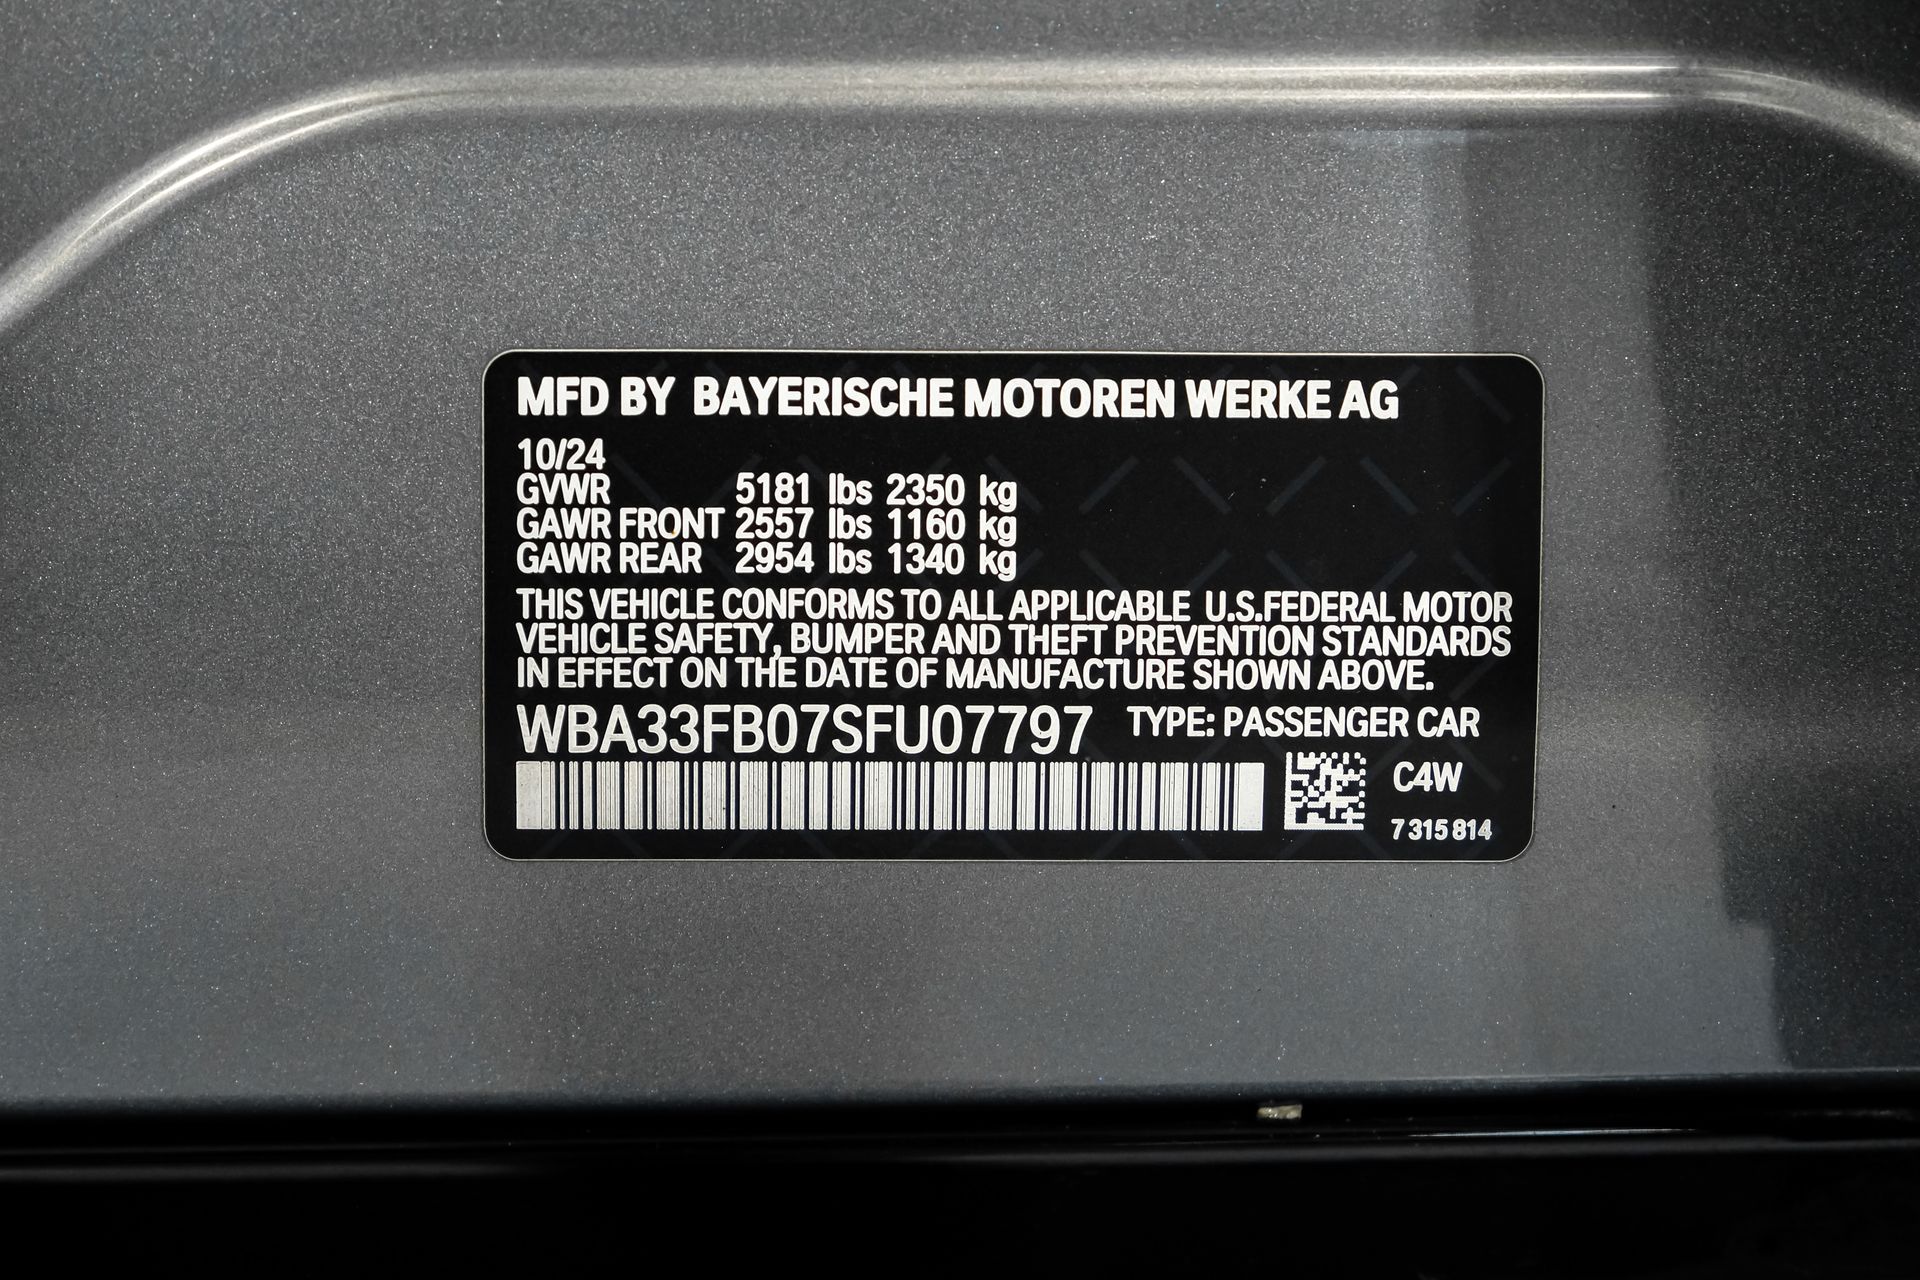 MFD BY BAYERISCHE MOTOREN WERKE AG
10/24
GVWR 5181 lbs 2350 kg
GAWR FRONT 2557 lbs 1160 kg
GAWR REAR 2954 lbs 1340 kg
THIS VEHICLE CONFORMS TO ALL APPLICABLE U.S.FEDERAL MOTOR
VEHICLE SAFETY, BUMPER AND THEFT PREVENTION STANDARDS
IN EFFECT ON THE DATE OF MANUFACTURE SHOWN ABOVE.
WBA33FB07SFU07797 TYPE: PASSENGER CAR
C4W
7 315 814